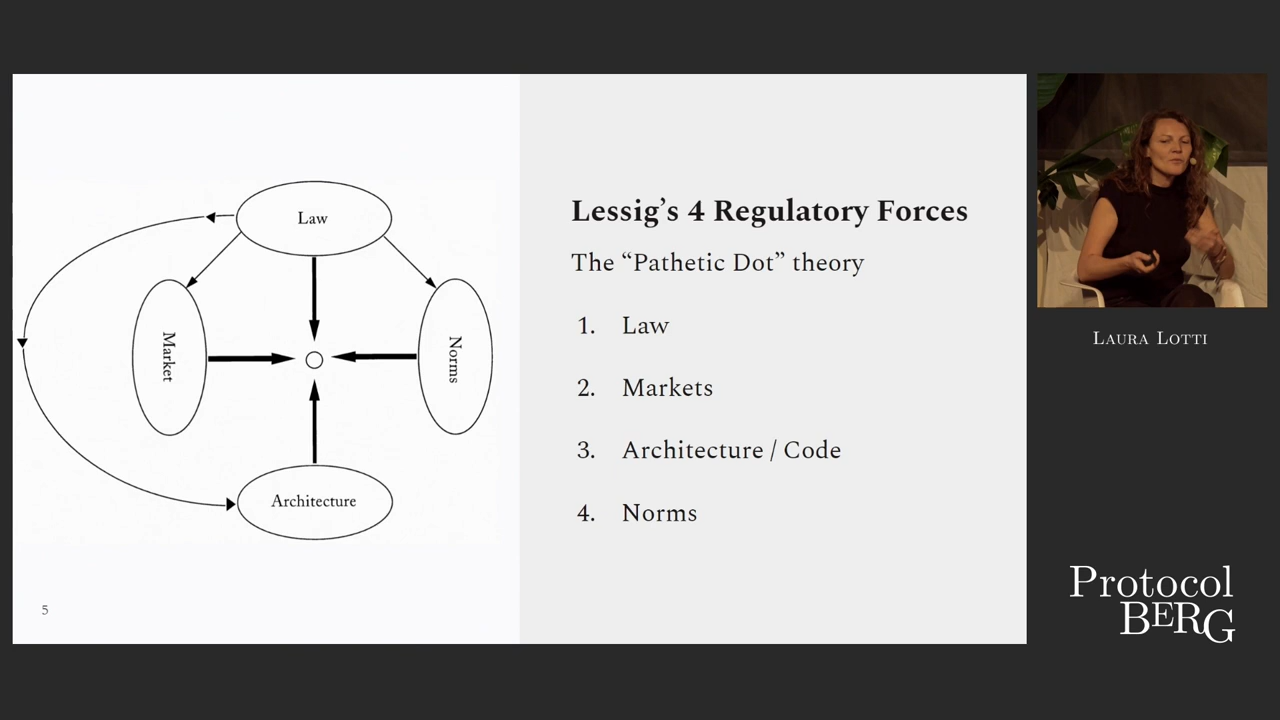 Law
Market
Norms
Architecture
5
Lessig’s 4 Regulatory Forces
The “Pathetic Dot” theory
1. Law
2. Markets
3. Architecture / Code
4. Norms
Laura Lotti
Protocol
BERG